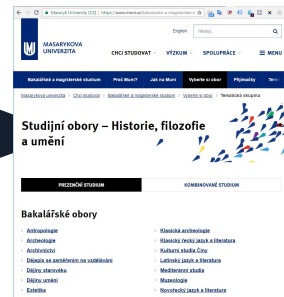 Masaryk University [CZ]
https://www.muni.cz/bakalarske-a-magisterske-s
English
Hledej...
MASARYKOVA
UNIVERZITA
CHCI STUDOVAT
VÝZKUM
SPOLUPRÁCE
MENU
Bakalářské a magisterské studium
Proč Muni?
Jak na Muni
Vyberte si obor
Přijímačky
Masarykova univerzita > Chci studovat > Bakalářské a magisterské studium > Vyberte si obor > Tematická skupina
Studijní obory – Historie, filozofie
a umění
PREZENČNÍ STUDIUM
KOMBINOVANÉ STUDIUM
Bakalářské obory
Antropologie
Archeologie
Archivnictví
Dějepis se zaměřením na vzdělávání
Dějiny starověku
Dějiny umění
Estetika
Klasická archeologie
Klasický řecký jazyk a literatura
Kulturní studia Číny
Latinský jazyk a literatura
Mediteránní studia
Muzeologie
Novořecký jazyk a literatura